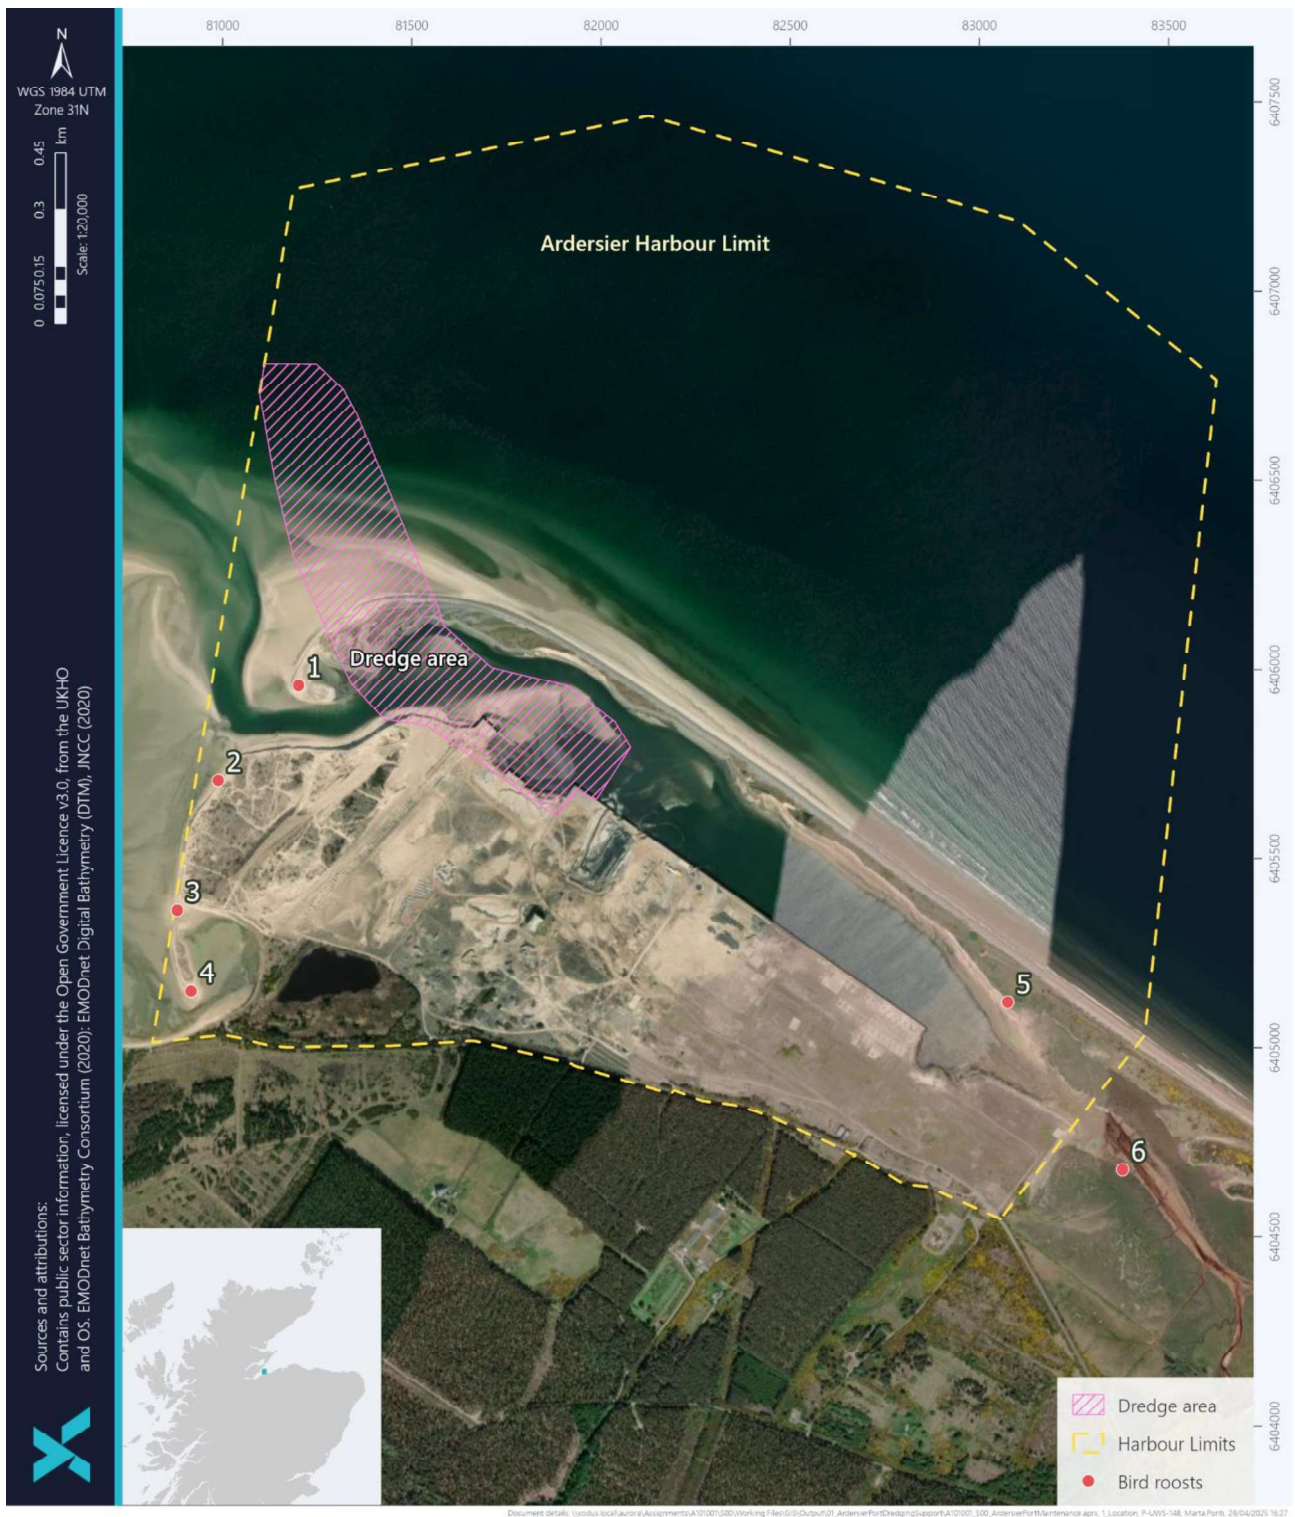 81000
81500
82000
82500
83000
83500
N
WGS 1984 UTM
Zone 31N
0 0.075 0.15 0.3 0.45
km
Scale: 1:20,000
6407500
6407000
6406500
6406000
6405500
6405000
6404500
6404000
Ardersier Harbour Limit
Dredge area
1
2
3
4
5
6
Sources and attributions:
Contains public sector information, licensed under the Open Government Licence v3.0, from the UKHO
and OS. EMODnet Bathymetry Consortium (2020): EMODnet Digital Bathymetry (DTM), JNCC (2020)
Dredge area
Harbour Limits
Bird roosts